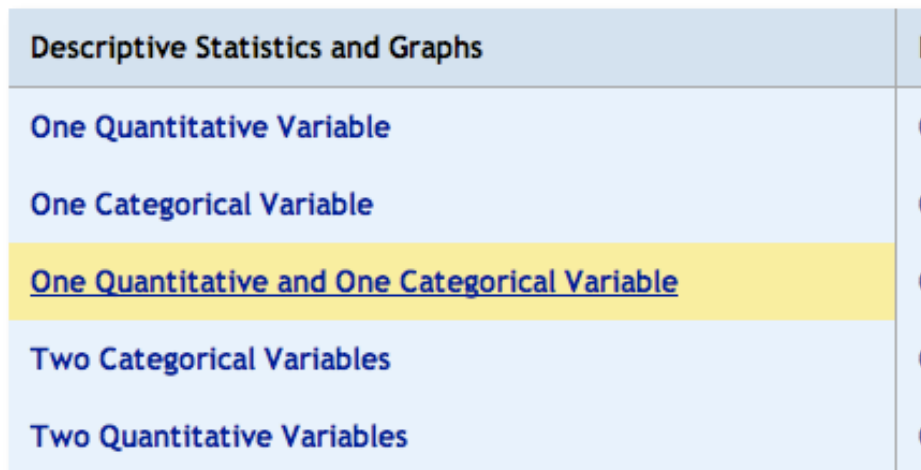 Descriptive Statistics and Graphs
One Quantitative Variable
One Categorical Variable
One Quantitative and One Categorical Variable
Two Categorical Variables
Two Quantitative Variables